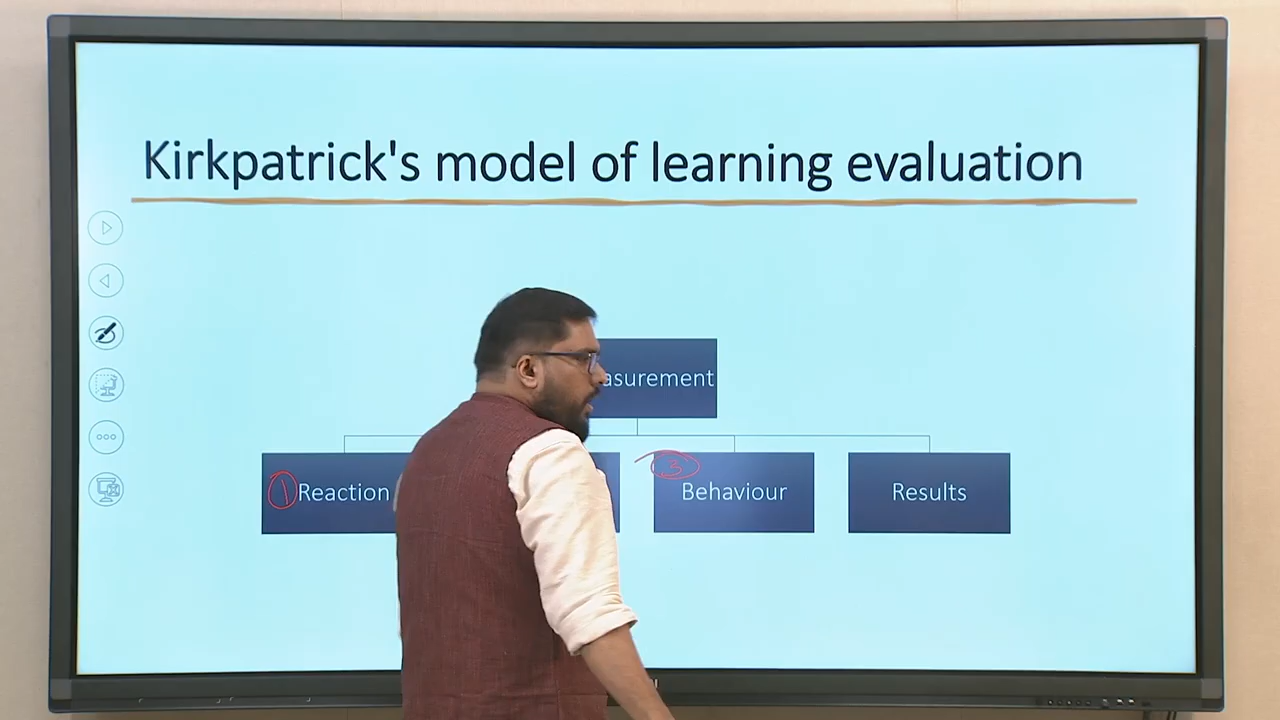 Kirkpatrick's model of learning evaluation
asurement
1 Reaction
3
Behaviour
Results